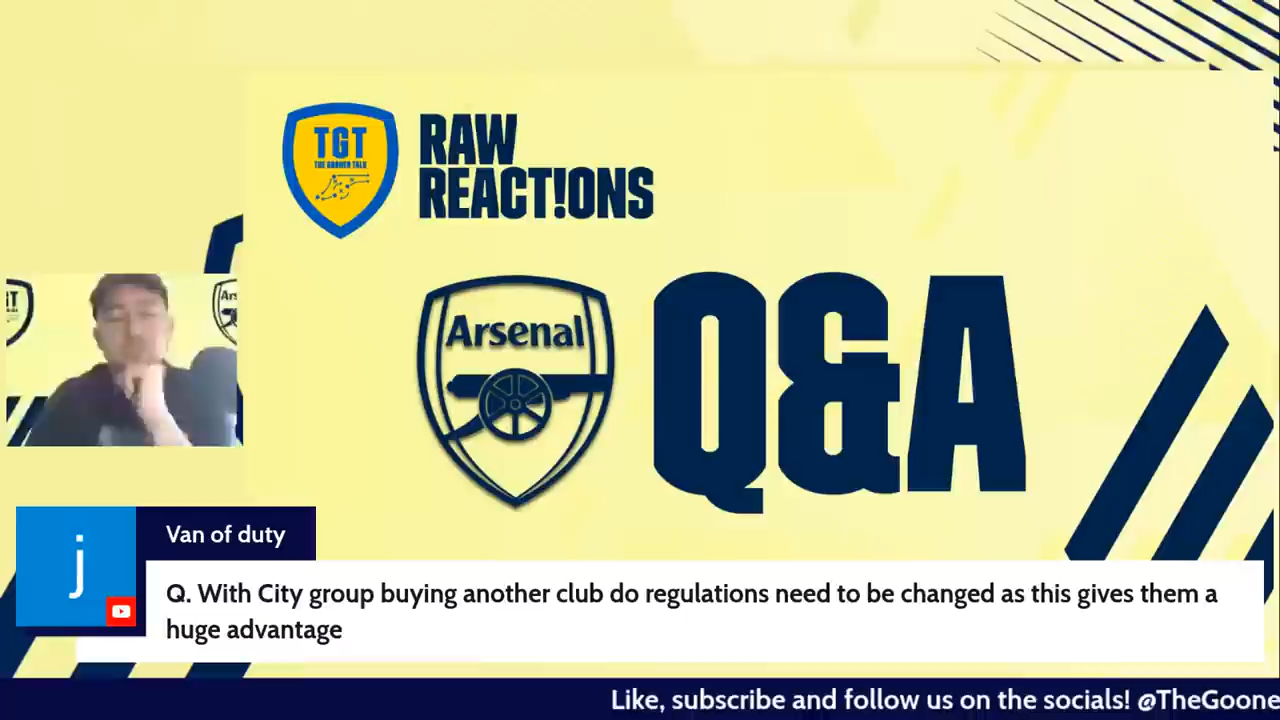 TGT
THE GOONER TALK
RAW
REACT!ONS
Arsenal
Q&A
Van of duty
j
Q. With City group buying another club do regulations need to be changed as this gives them a
huge advantage
Like, subscribe and follow us on the socials! @TheGoone